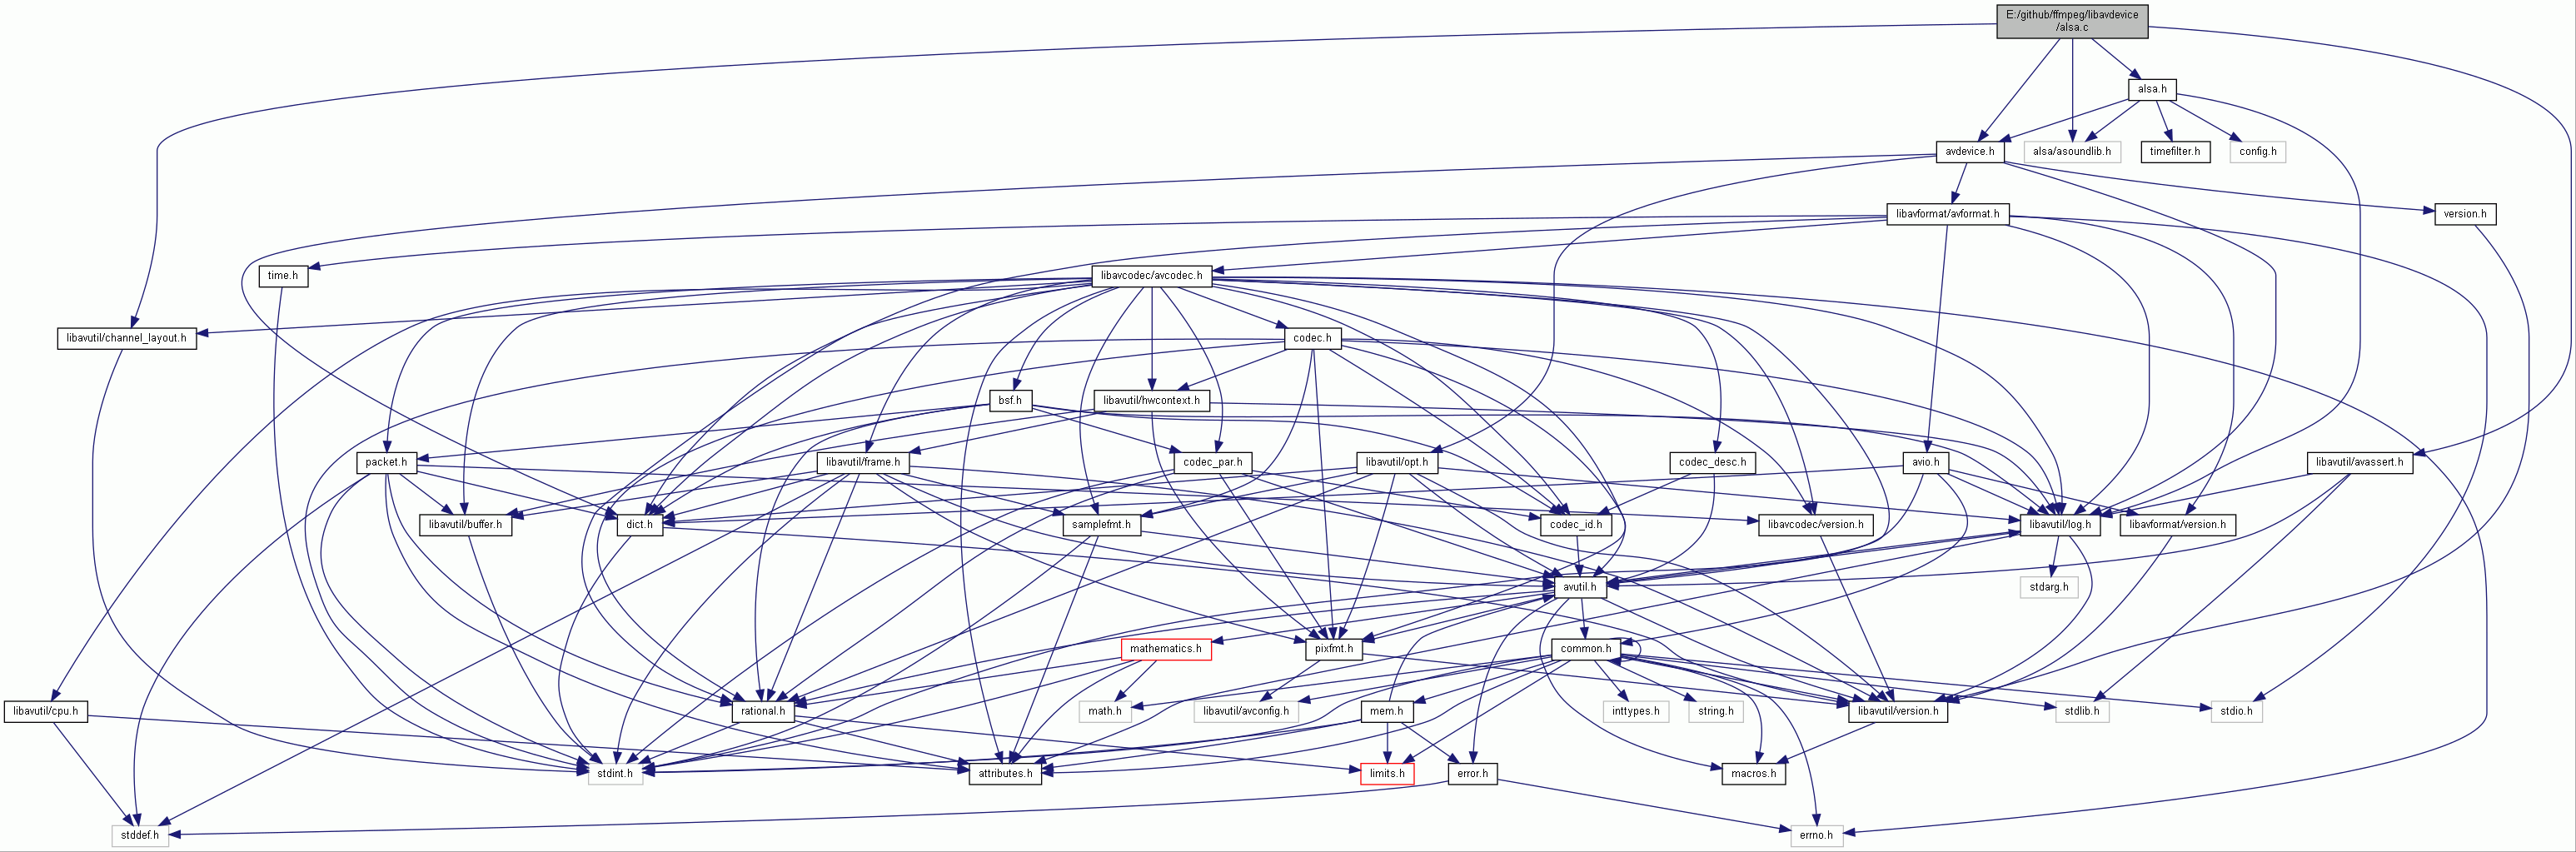 E:/github/ffmpeg/libavdevice
/alsa.c
alsa.h
avdevice.h
alsa/asoundlib.h
timefilter.h
config.h
libavformat/avformat.h
version.h
time.h
libavcodec/avcodec.h
libavutil/channel_layout.h
codec.h
bsf.h
libavutil/hwcontext.h
packet.h
libavutil/frame.h
codec_par.h
libavutil/opt.h
codec_desc.h
avio.h
libavutil/avassert.h
libavutil/buffer.h
dict.h
samplefmt.h
codec_id.h
libavcodec/version.h
libavutil/log.h
libavformat/version.h
avutil.h
stdarg.h
mathematics.h
pixfmt.h
common.h
libavutil/cpu.h
rational.h
math.h
libavutil/avconfig.h
mem.h
inttypes.h
string.h
libavutil/version.h
stdlib.h
stdio.h
stdint.h
attributes.h
limits.h
error.h
macros.h
stddef.h
errno.h